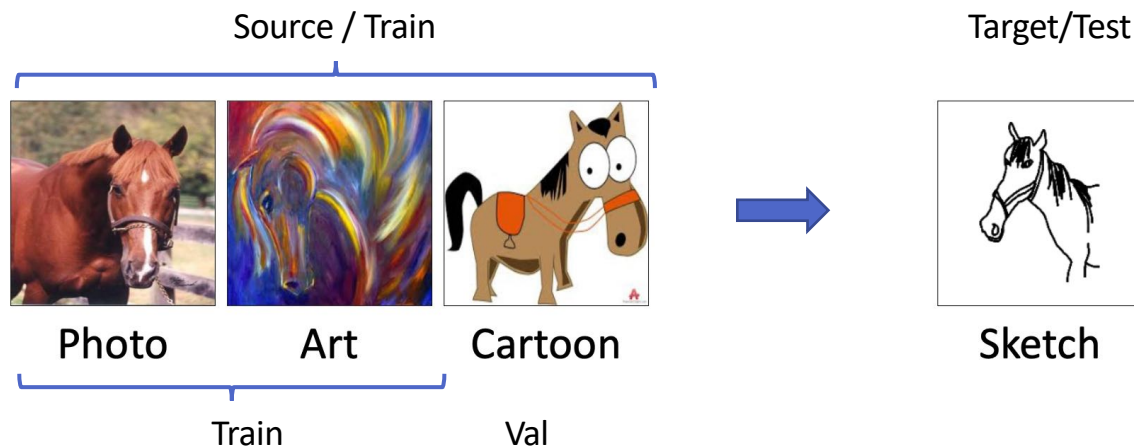 Source / Train
Target/Test
Photo
Art
Cartoon
Sketch
Train
Val